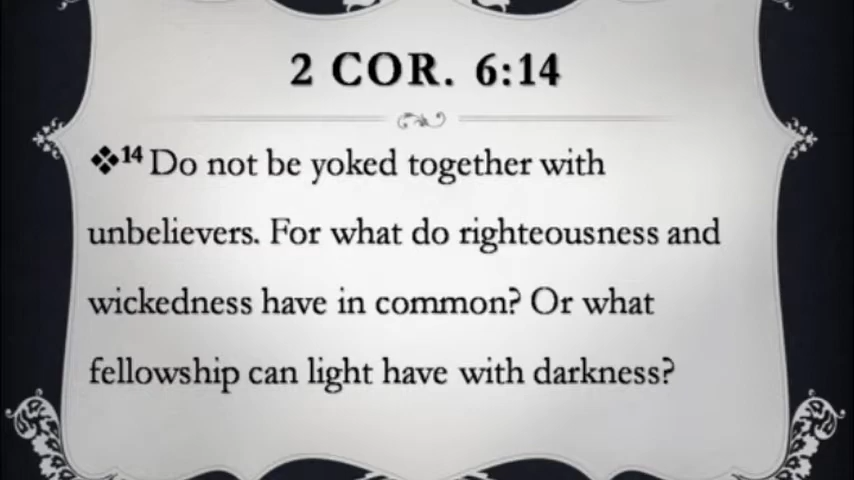 2 COR. 6:14
❖14 Do not be yoked together with
unbelievers. For what do righteousness and
wickedness have in common? Or what
fellowship can light have with darkness?